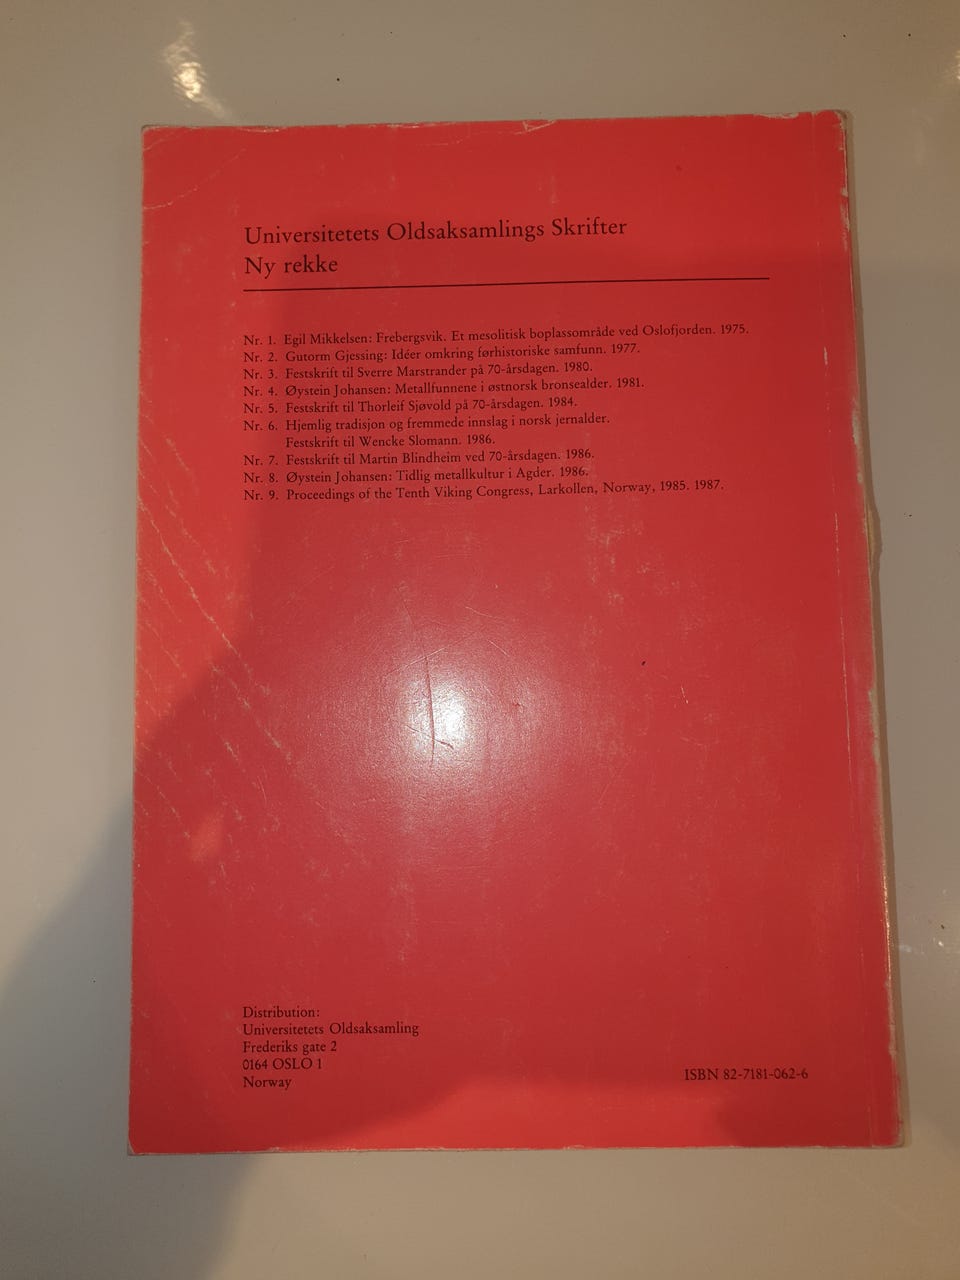 Universitetets Oldsaksamlings Skrifter
Ny rekke
Nr. 1. Egil Mikkelsen: Frebergsvik. Et mesolitisk boplassområde ved Oslofjorden. 1975.
Nr. 2. Gutorm Gjessing: Idéer omkring førhistoriske samfunn. 1977.
Nr. 3. Festskrift til Sverre Marstrander på 70-årsdagen. 1980.
Nr. 4. Øystein Johansen: Metallfunnene i østnorsk bronsealder. 1981.
Nr. 5. Festskrift til Thorleif Sjøvold på 70-årsdagen. 1984.
Nr. 6. Hjemlig tradisjon og fremmede innslag i norsk jernalder.
Festskrift til Wencke Slomann. 1986.
Nr. 7. Festskrift til Martin Blindheim ved 70-årsdagen. 1986.
Nr. 8. Øystein Johansen: Tidlig metallkultur i Agder. 1986.
Nr. 9. Proceedings of the Tenth Viking Congress, Larkollen, Norway, 1985. 1987.
Distribution:
Universitetets Oldsaksamling
Frederiks gate 2
0164 OSLO 1
Norway
ISBN 82-7181-062-6